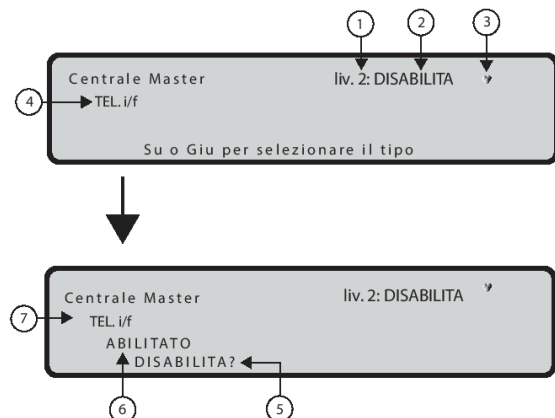 1 2 3
Centrale Master liv. 2: DISABILITA
4 TEL. i/f
Su o Giu per selezionare il tipo
Centrale Master liv. 2: DISABILITA
7 TEL. i/f
ABILITATO
DISABILITA?
6 5